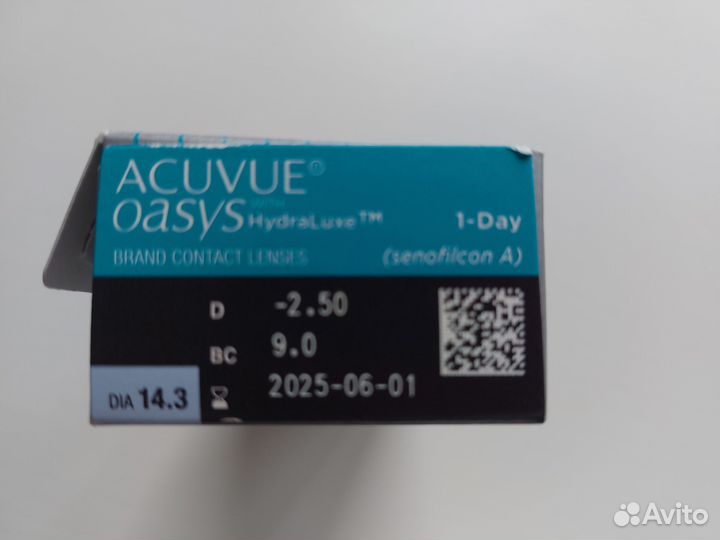 ACUVUE®
oasys WITH HydraLuxe™ 1-Day
BRAND CONTACT LENSES (senofilcon A)
D -2.50
BC 9.0
2025-06-01
DIA 14.3
Avito